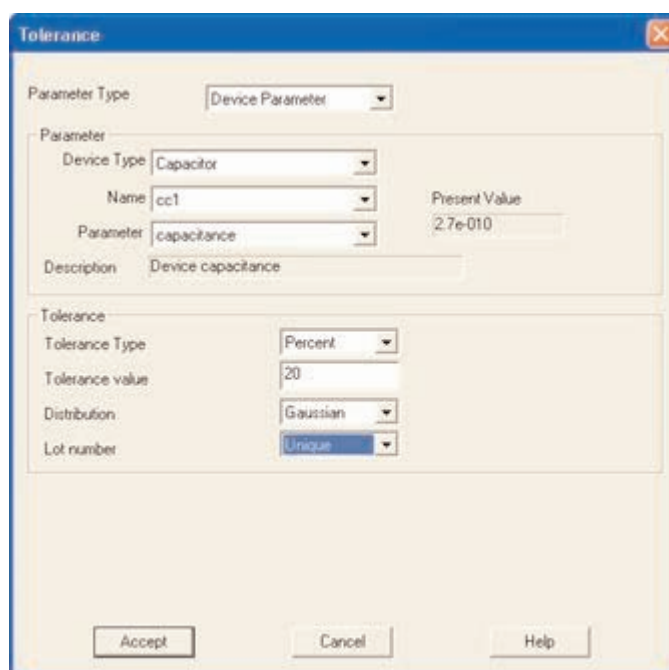 Tolerance
Parameter Type Device Parameter
Parameter
Device Type Capacitor
Name cc1 Present Value
Parameter capacitance 2.7e-010
Description Device capacitance
Tolerance
Tolerance Type Percent
Tolerance value 20
Distribution Gaussian
Lot number Unique
Accept Cancel Help